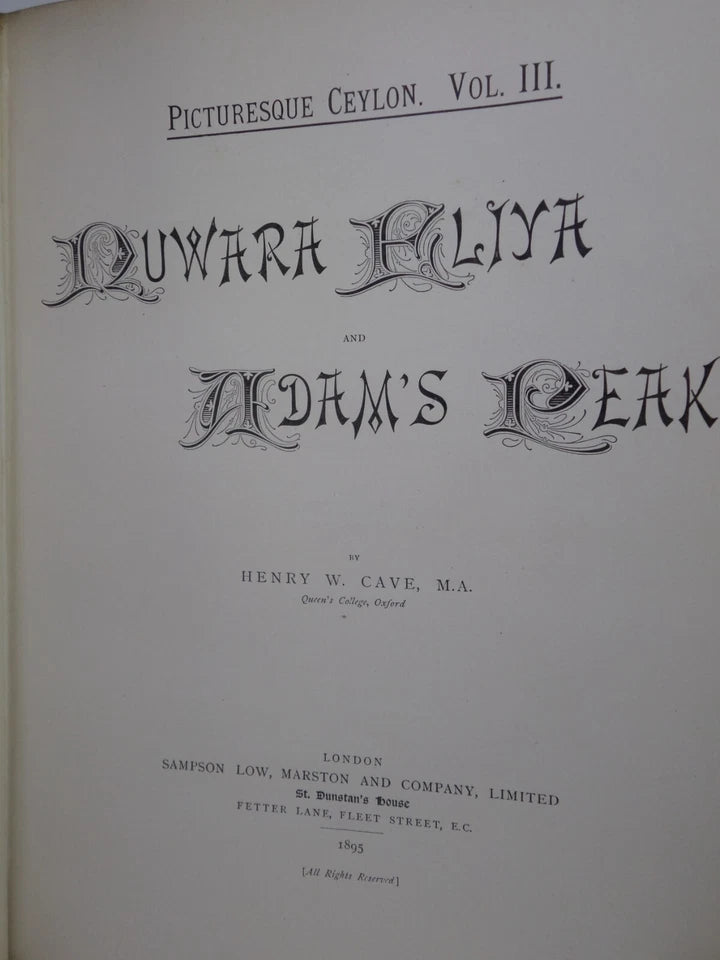 PICTURESQUE CEYLON. VOL. III.
NUWARA ELIYA
AND
ADAM'S PEAK
BY
HENRY W. CAVE, M.A.
Queen's College, Oxford
LONDON
SAMPSON LOW, MARSTON AND COMPANY, LIMITED
St. Dunstan's House
FETTER LANE, FLEET STREET, E.C.
1895
[All Rights Reserved]